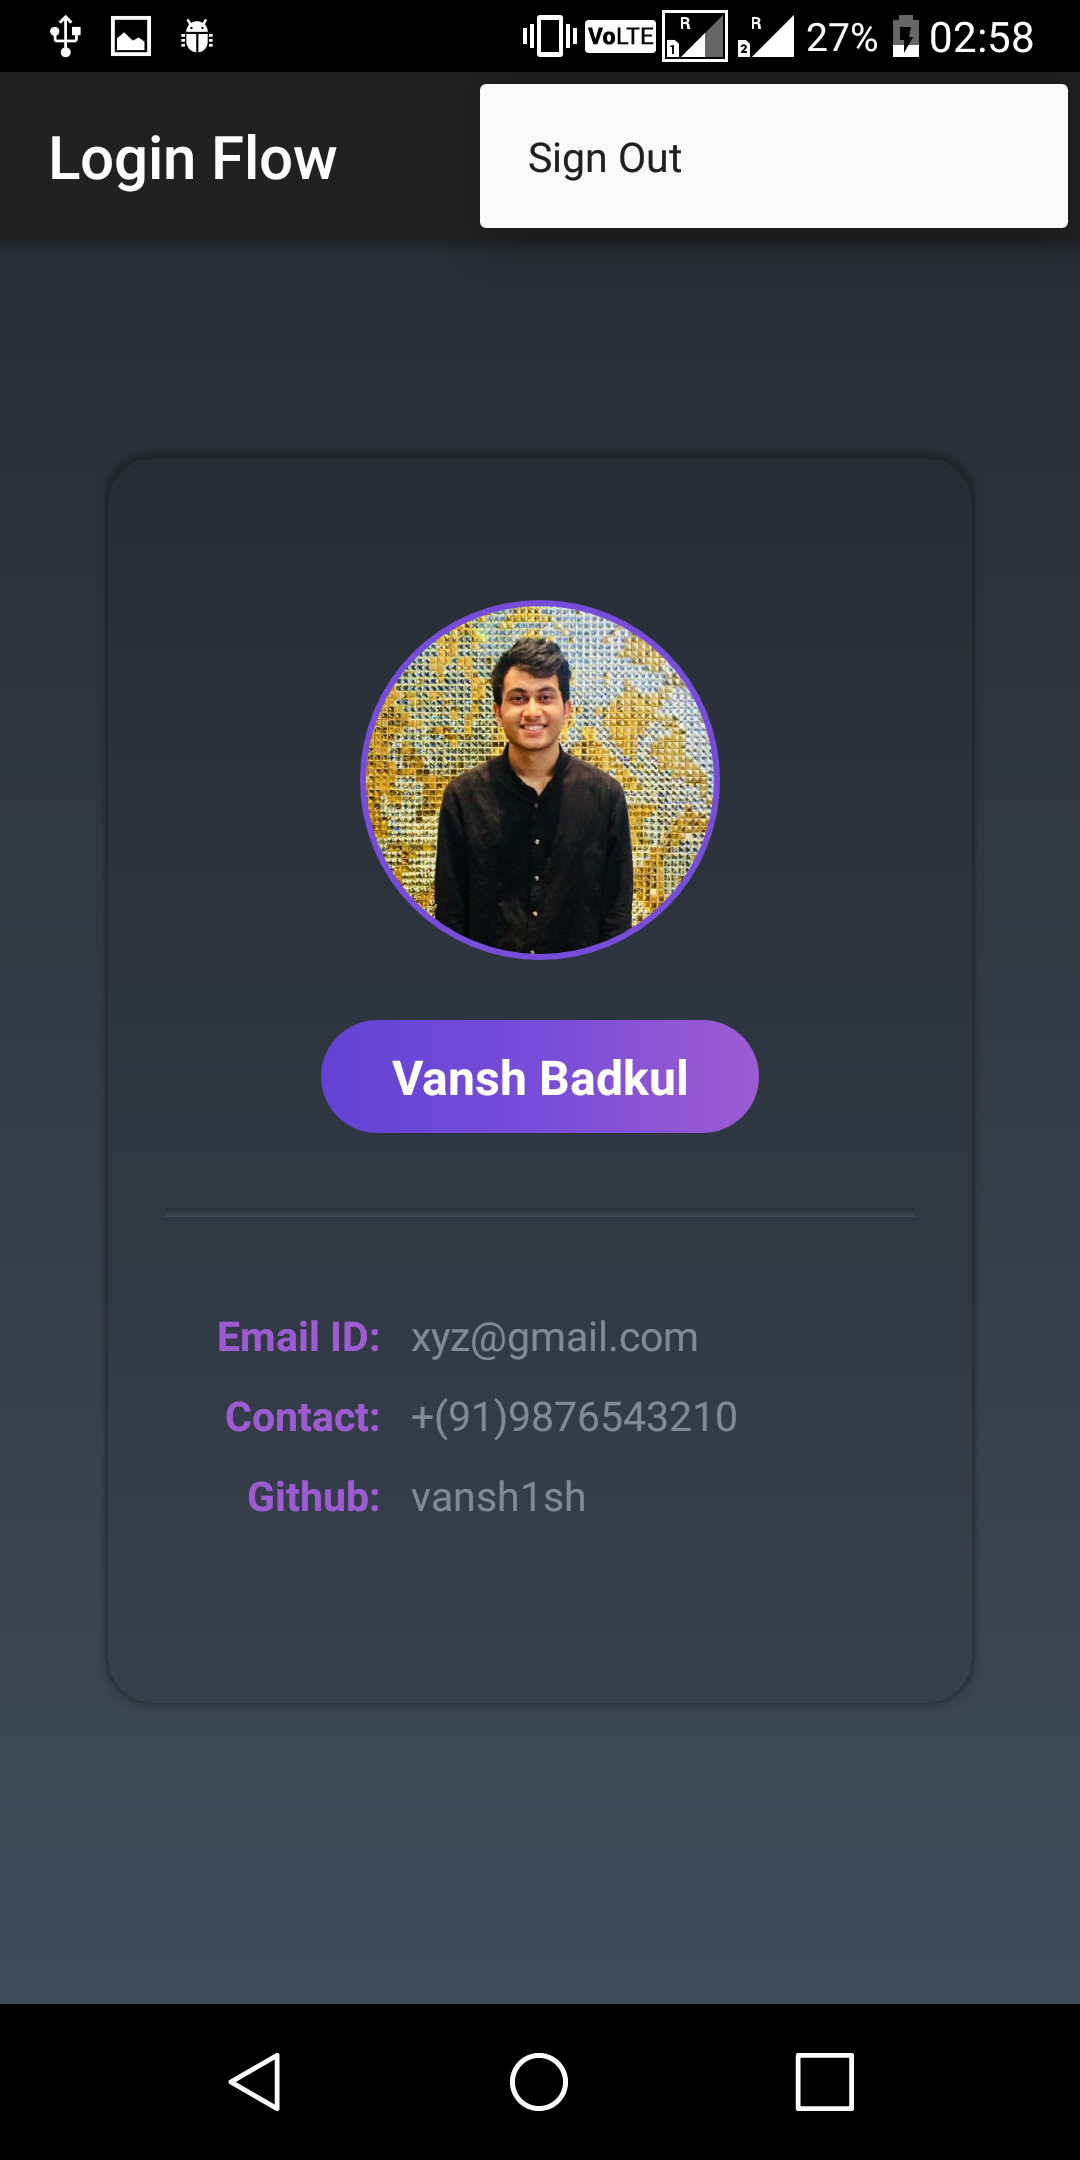 VoLTE R 1 R 2 27% 02:58
Login Flow
Sign Out
Vansh Badkul
Email ID: xyz@gmail.com
Contact: +(91)9876543210
Github: vansh1sh